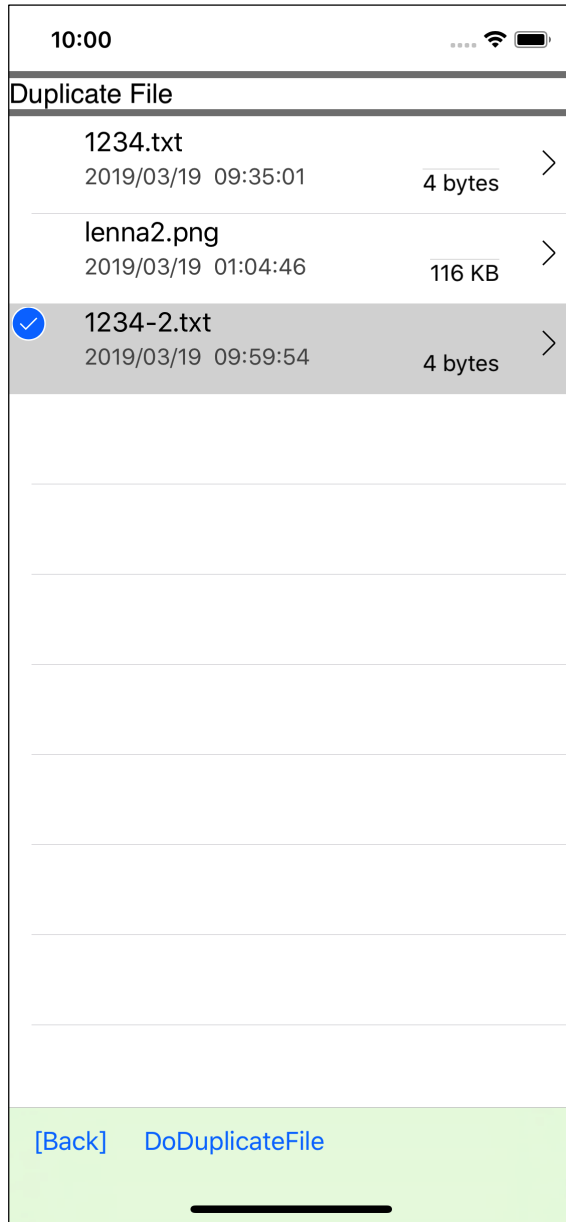 10:00
Duplicate File
1234.txt
2019/03/19 09:35:01
4 bytes
lenna2.png
2019/03/19 01:04:46
116 KB
1234-2.txt
2019/03/19 09:59:54
4 bytes
[Back] DoDuplicateFile